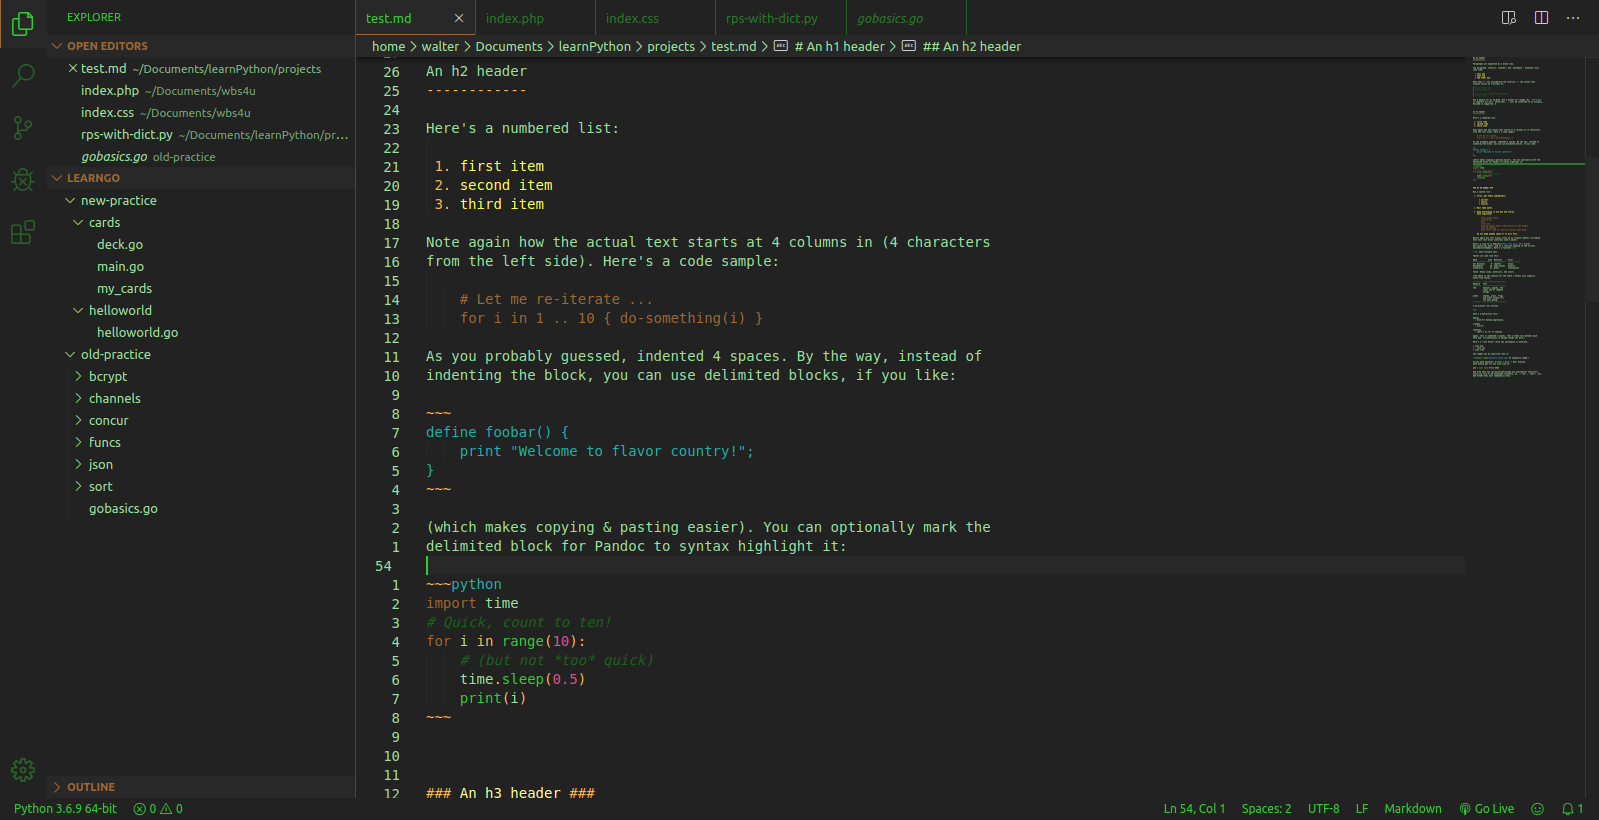 EXPLORER
OPEN EDITORS
test.md ~/Documents/learnPython/projects
index.php ~/Documents/wbs4u
index.css ~/Documents/wbs4u
rps-with-dict.py ~/Documents/learnPython/pr...
gobasics.go old-practice
LEARNGO
new-practice
cards
deck.go
main.go
my_cards
helloworld
helloworld.go
old-practice
bcrypt
channels
concur
funcs
json
sort
gobasics.go
OUTLINE
test.md index.php index.css rps-with-dict.py gobasics.go
home > walter > Documents > learnPython > projects > test.md > # An h1 header > ## An h2 header
26 An h2 header
25 ------------
24
23 Here's a numbered list:
22
21 1. first item
20 2. second item
19 3. third item
18
17 Note again how the actual text starts at 4 columns in (4 characters
16 from the left side). Here's a code sample:
15
14 # Let me re-iterate ...
13 for i in 1 .. 10 { do-something(i) }
12
11 As you probably guessed, indented 4 spaces. By the way, instead of
10 indenting the block, you can use delimited blocks, if you like:
9
8 ~~~
7 define foobar() {
6 print "Welcome to flavor country!";
5 }
4 ~~~
3
2 (which makes copying & pasting easier). You can optionally mark the
1 delimited block for Pandoc to syntax highlight it:
54
1 ~~~python
2 import time
3 # Quick, count to ten!
4 for i in range(10):
5 # (but not *too* quick)
6 time.sleep(0.5)
7 print(i)
8 ~~~
9
10
11
12 ### An h3 header ###
Python 3.6.9 64-bit 0 0 Ln 54, Col 1 Spaces: 2 UTF-8 LF Markdown Go Live 1